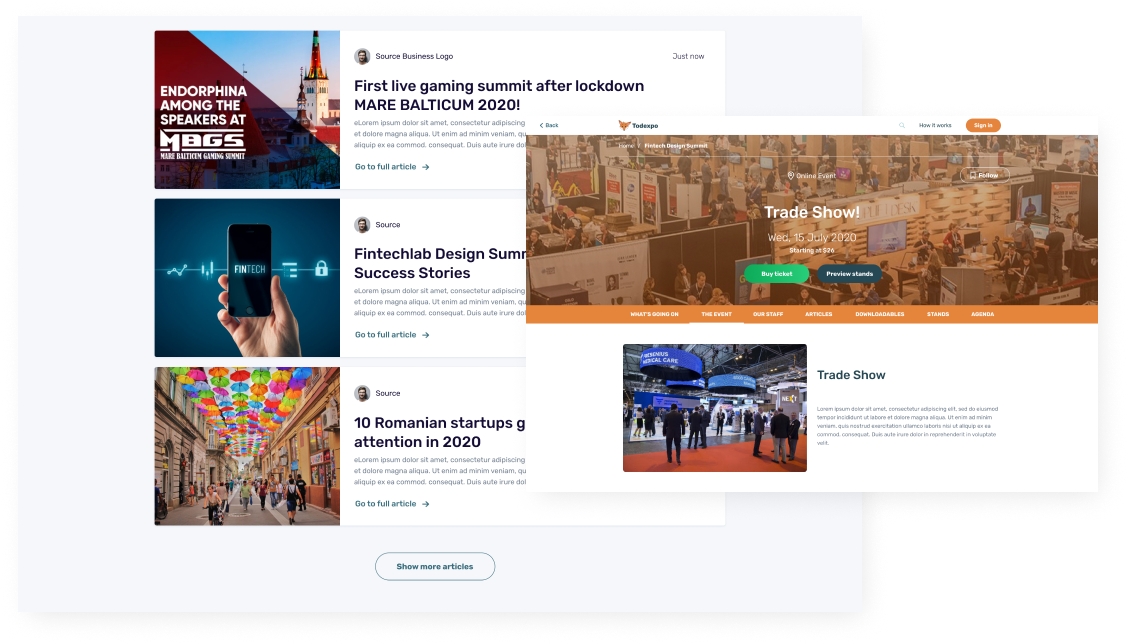 ENDORPHINA
AMONG THE
SPEAKERS AT
MBGS
MARE BALTICUM GAMING SUMMIT
Source Business Logo
Just now
First live gaming summit after lockdown
MARE BALTICUM 2020!
eLorem ipsum dolor sit amet, consectetur adipiscing
et dolore magna aliqua. Ut enim ad minim veniam, qu
aliquip ex ea commod. consequat. Duis aute irure dol
Go to full article
FINTECH
Source
Fintechlab Design Summ
Success Stories
eLorem ipsum dolor sit amet, consectetur adipiscing
et dolore magna aliqua. Ut enim ad minim veniam, qu
aliquip ex ea commod. consequat. Duis aute irure dol
Go to full article
Source
10 Romanian startups g
attention in 2020
eLorem ipsum dolor sit amet, consectetur adipiscing
et dolore magna aliqua. Ut enim ad minim veniam, qu
aliquip ex ea commod. consequat. Duis aute irure dol
Go to full article
Show more articles
Back
Todexpo
How it works
Sign in
Home / Fintech Design Summit
Online Event
Follow
Trade Show!
Wed, 15 July 2020
Starting at $26
Buy ticket
Preview stands
WHAT'S GOING ON
THE EVENT
OUR STAFF
ARTICLES
DOWNLOADABLES
STANDS
AGENDA
MEDICAL CARE
NEXT
Trade Show
Lorem ipsum dolor sit amet, consectetur adipiscing elit, sed do eiusmod
tempor incididunt ut labore et dolore magna aliqua. Ut enim ad minim
veniam, quis nostrud exercitation ullamco laboris nisi ut aliquip ex ea
commod. consequat. Duis aute irure dolor in reprehenderit in voluptate
velit.